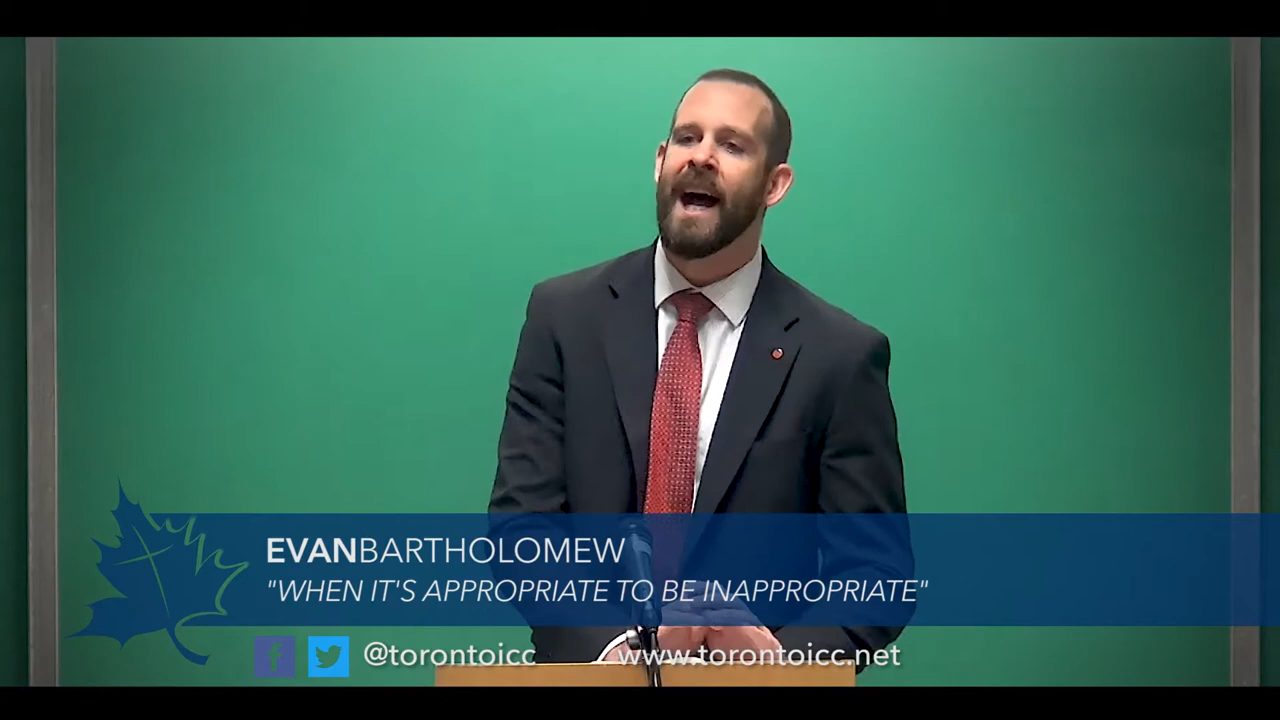 EVANBARTHOLOMEW
"WHEN IT'S APPROPRIATE TO BE INAPPROPRIATE"
@torontoicc www.torontoicc.net